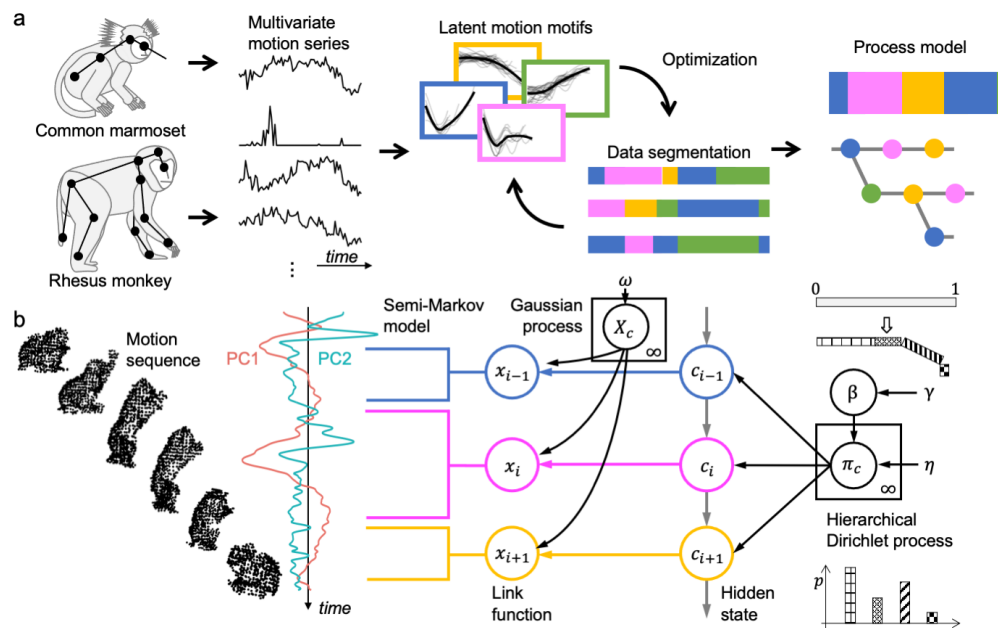 a
Multivariate
motion series
Common marmoset
Rhesus monkey
⋮
time
Latent motion motifs
Optimization
Data segmentation
Process model
b
Motion
sequence
PC1
PC2
time
Semi-Markov
model
Gaussian
process
ω
X_c
∞
x_{i-1}
x_i
x_{i+1}
Link
function
c_{i-1}
c_i
c_{i+1}
Hidden
state
0
1
β
γ
π_c
∞
η
Hierarchical
Dirichlet process
p